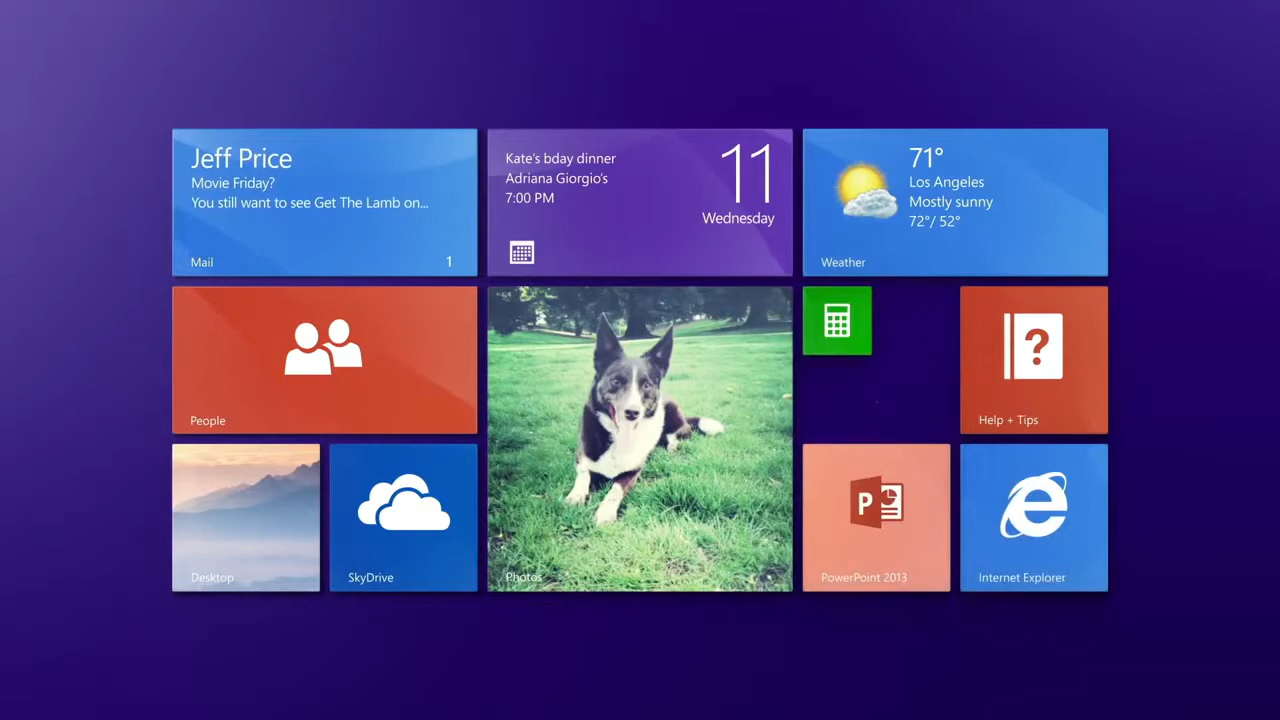 Jeff Price
Movie Friday?
You still want to see Get The Lamb on...
Mail 1
Kate's bday dinner
Adriana Giorgio's
7:00 PM
11
Wednesday
71°
Los Angeles
Mostly sunny
72°/ 52°
Weather
People
?
Help + Tips
Desktop
SkyDrive
Photos
P
PowerPoint 2013
Internet Explorer